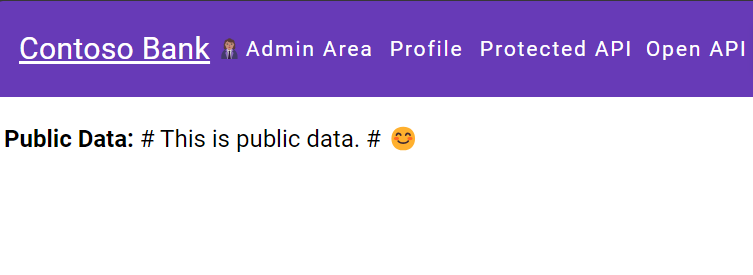 Contoso Bank 🤵🏽 Admin Area Profile Protected API Open API
Public Data: # This is public data. # 😊